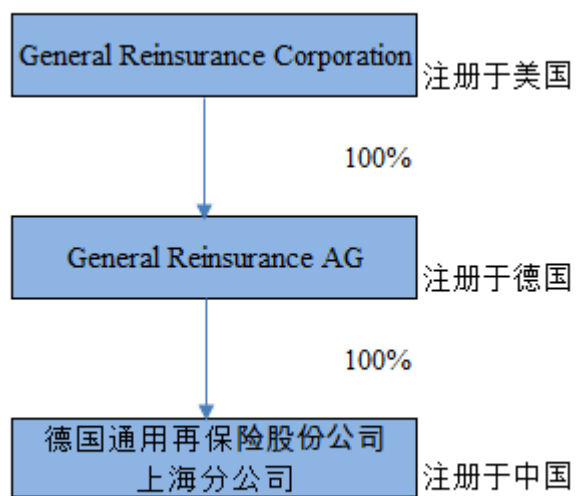 General Reinsurance Corporation
注册于美国
100%
General Reinsurance AG
注册于德国
100%
德国通用再保险股份公司
上海分公司
注册于中国